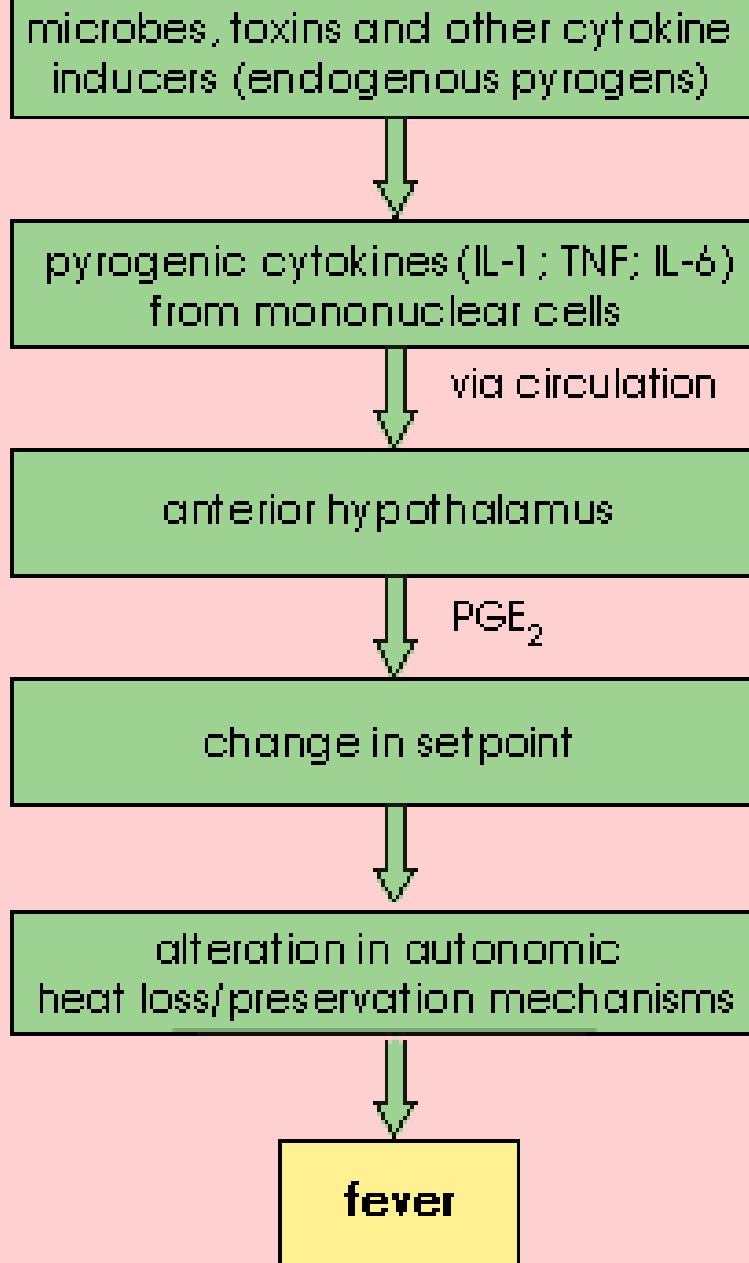 microbes, toxins and other cytokine
inducers (endogenous pyrogens)
pyrogenic cytokines (IL-1; TNF; IL-6)
from mononuclear cells
via circulation
anterior hypothalamus
PGE₂
change in setpoint
alteration in autonomic
heat loss/preservation mechanisms
fever